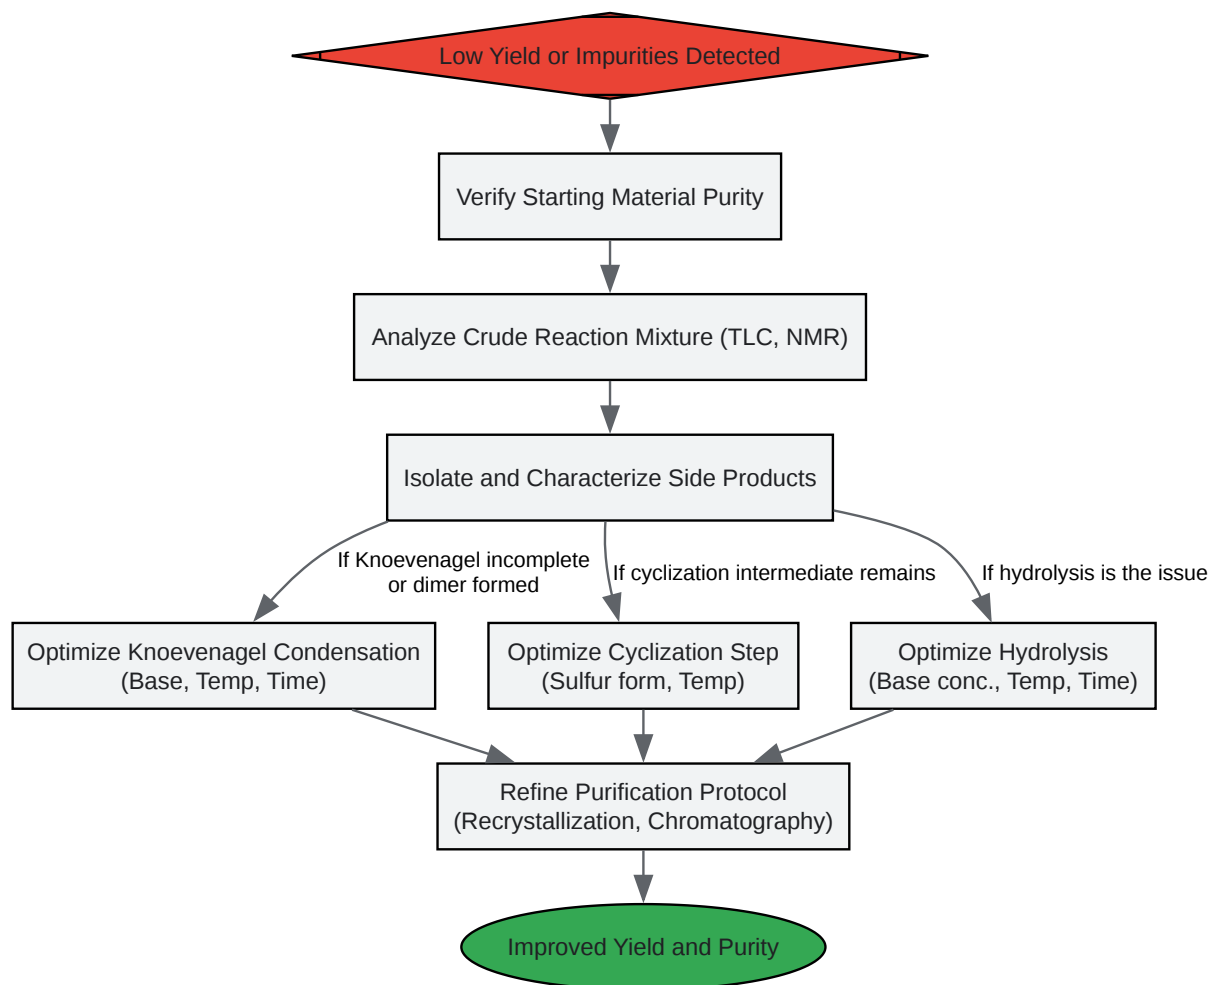 Low Yield or Impurities Detected
Verify Starting Material Purity
Analyze Crude Reaction Mixture (TLC, NMR)
Isolate and Characterize Side Products
If Knoevenagel incomplete
or dimer formed
If cyclization intermediate remains
If hydrolysis is the issue
Optimize Knoevenagel Condensation
(Base, Temp, Time)
Optimize Cyclization Step
(Sulfur form, Temp)
Optimize Hydrolysis
(Base conc., Temp, Time)
Refine Purification Protocol
(Recrystallization, Chromatography)
Improved Yield and Purity